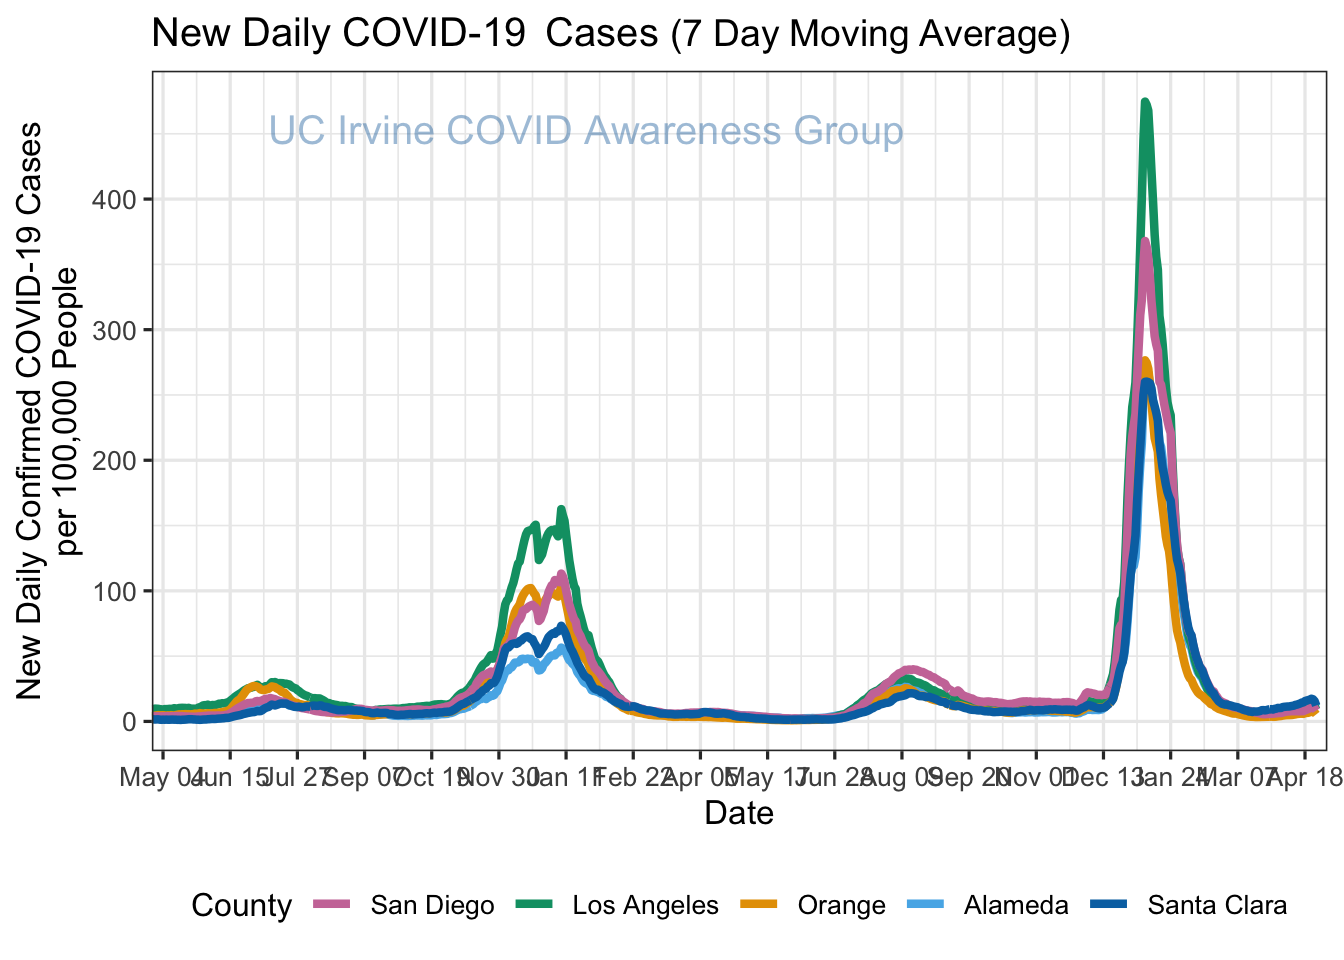 New Daily COVID-19 Cases (7 Day Moving Average)
UC Irvine COVID Awareness Group
New Daily Confirmed COVID-19 Cases
per 100,000 People
400
300
200
100
0
May 04 Jun 15 Jul 27 Sep 07 Oct 19 Nov 30 Jan 11 Feb 22 Apr 05 May 17 Jun 28 Aug 09 Sep 20 Nov 01 Dec 13 Jan 24 Mar 07 Apr 18
Date
County San Diego Los Angeles Orange Alameda Santa Clara